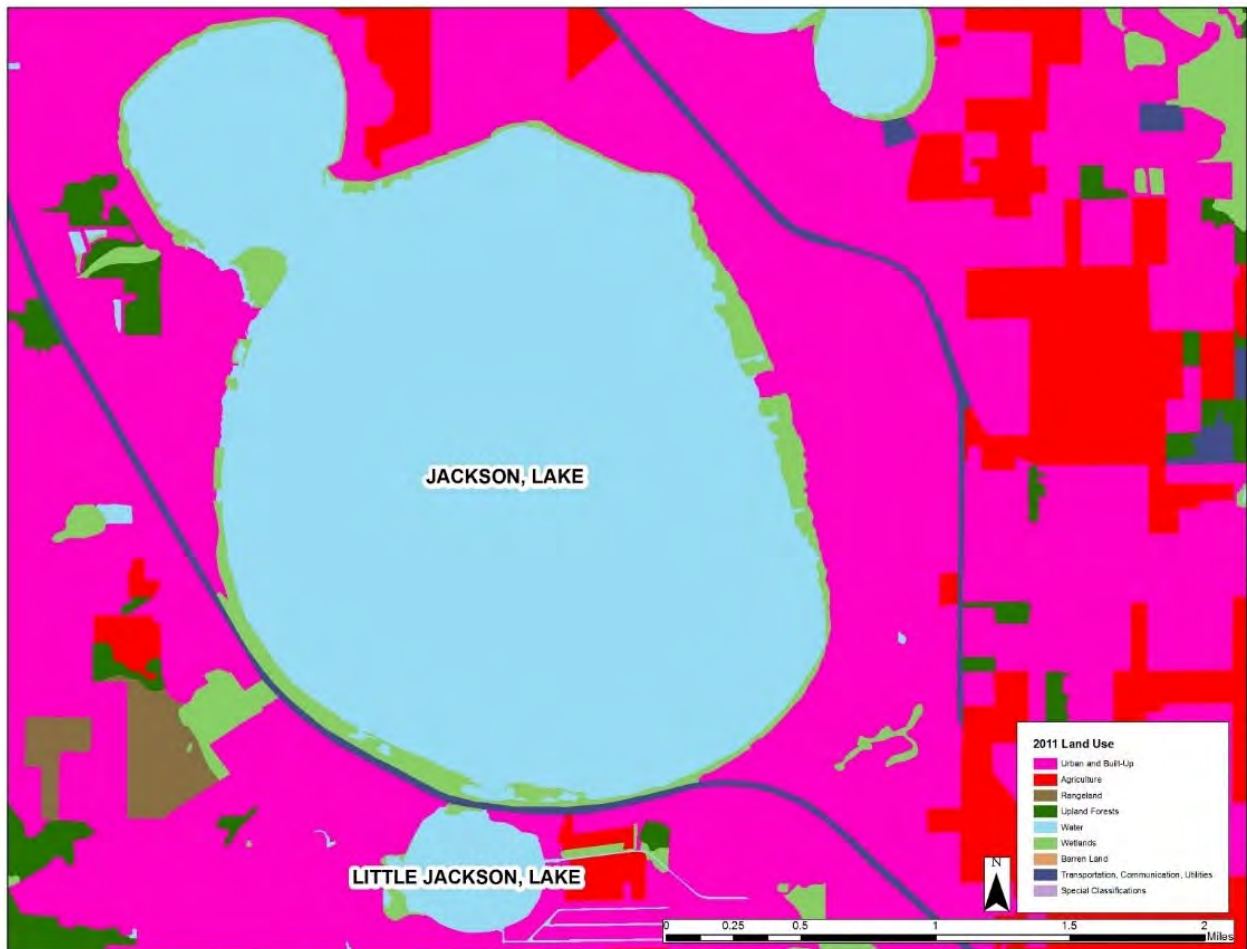 JACKSON, LAKE
LITTLE JACKSON, LAKE
2011 Land Use
Urban and Built-Up
Agriculture
Rangeland
Upland Forests
Water
Wetlands
Barren Land
Transportation, Communication, Utilities
Special Classifications
N
0 0.25 0.5 1 1.5 2
Miles